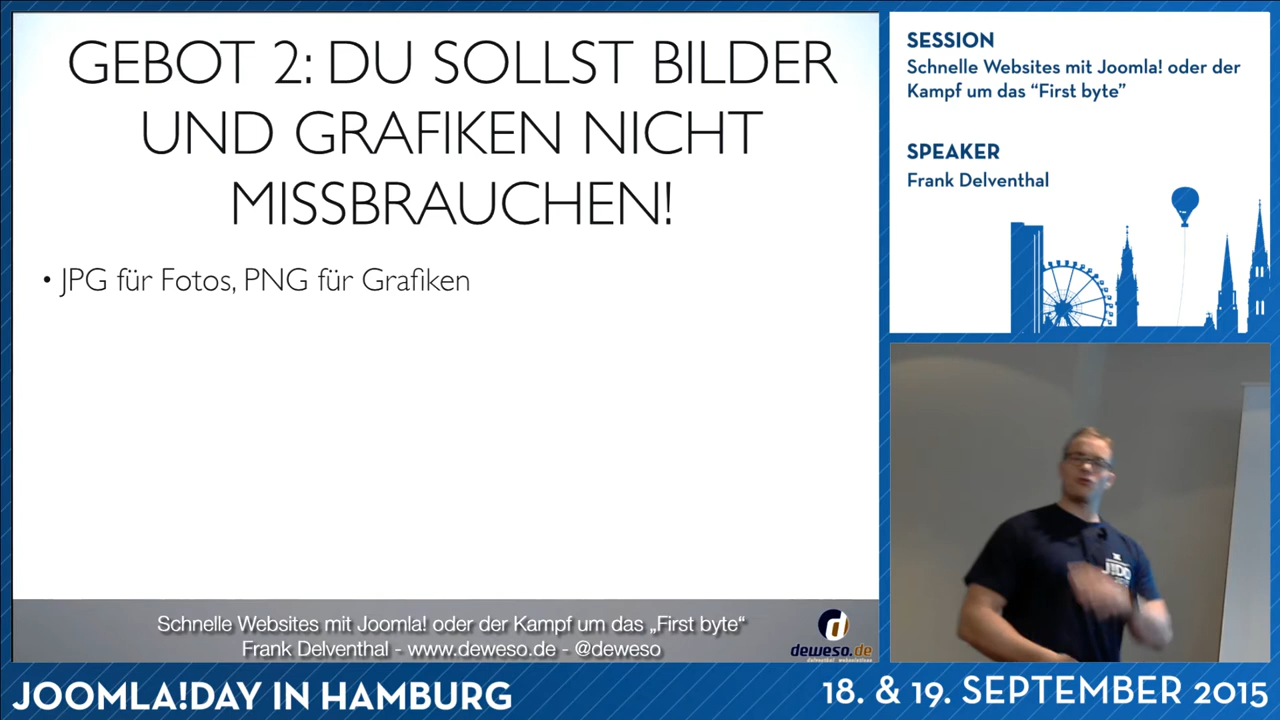 GEBOT 2: DU SOLLST BILDER
UND GRAFIKEN NICHT
MISSBRAUCHEN!
• JPG für Fotos, PNG für Grafiken
Schnelle Websites mit Joomla! oder der Kampf um das „First byte“
Frank Delventhal - www.deweso.de - @deweso
deweso.de
SESSION
Schnelle Websites mit Joomla! oder der
Kampf um das “First byte”
SPEAKER
Frank Delventhal
JOOMLA!DAY IN HAMBURG
18. & 19. SEPTEMBER 2015